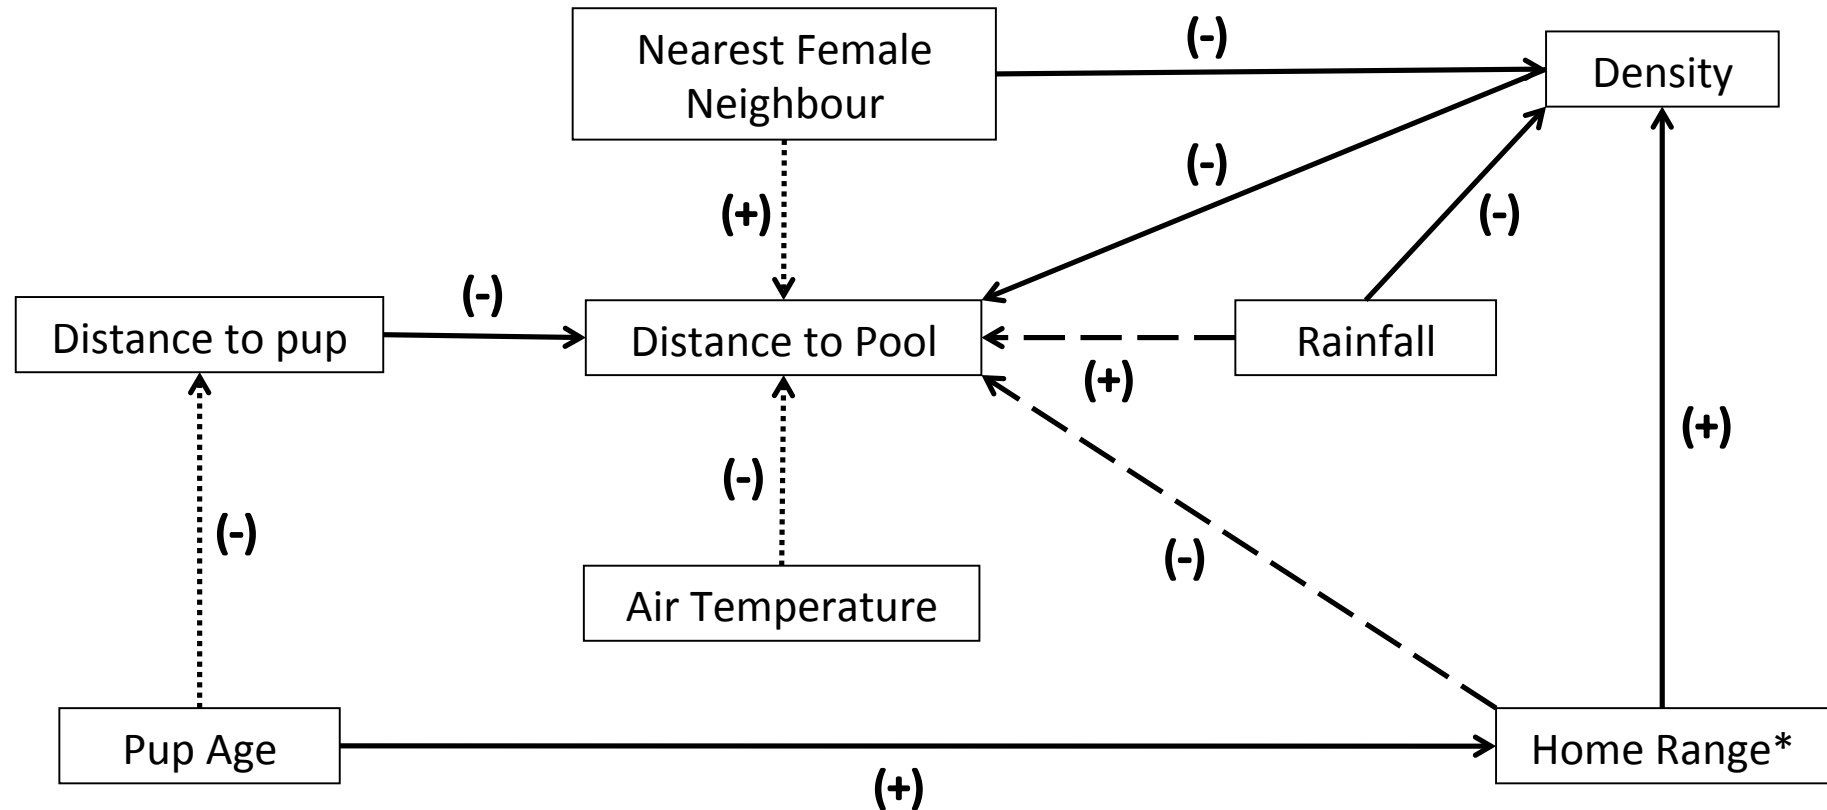 (-)
Nearest Female
Neighbour
Density
(-)
(+)
(-)
(-)
Distance to pup
Distance to Pool
Rainfall
(+)
(+)
(-)
(-)
(-)
Air Temperature
Pup Age
Home Range*
(+)